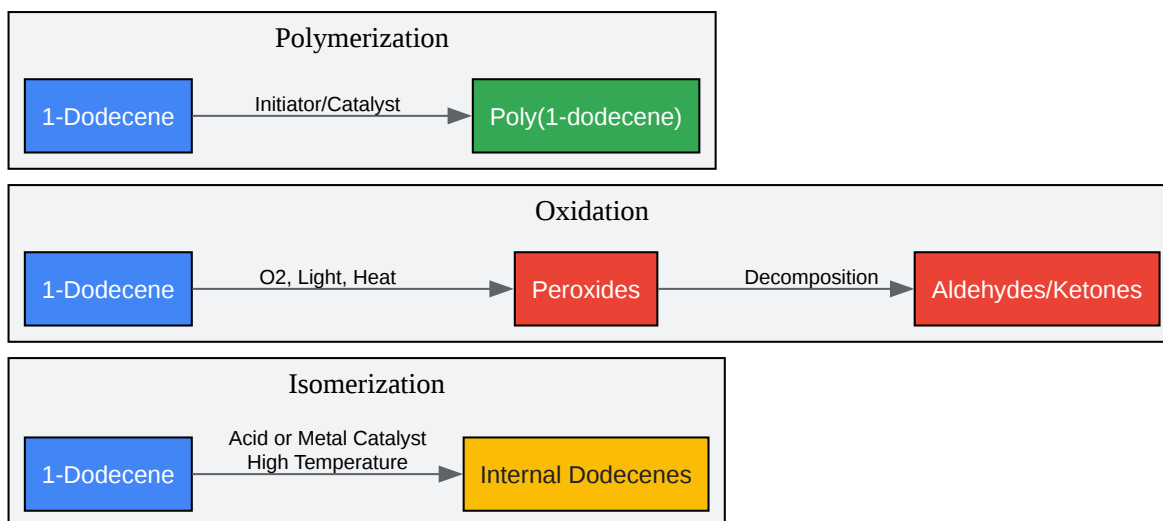 Polymerization
1-Dodecene
Initiator/Catalyst
Poly(1-dodecene)
Oxidation
1-Dodecene
O2, Light, Heat
Peroxides
Decomposition
Aldehydes/Ketones
Isomerization
1-Dodecene
Acid or Metal Catalyst
High Temperature
Internal Dodecenes